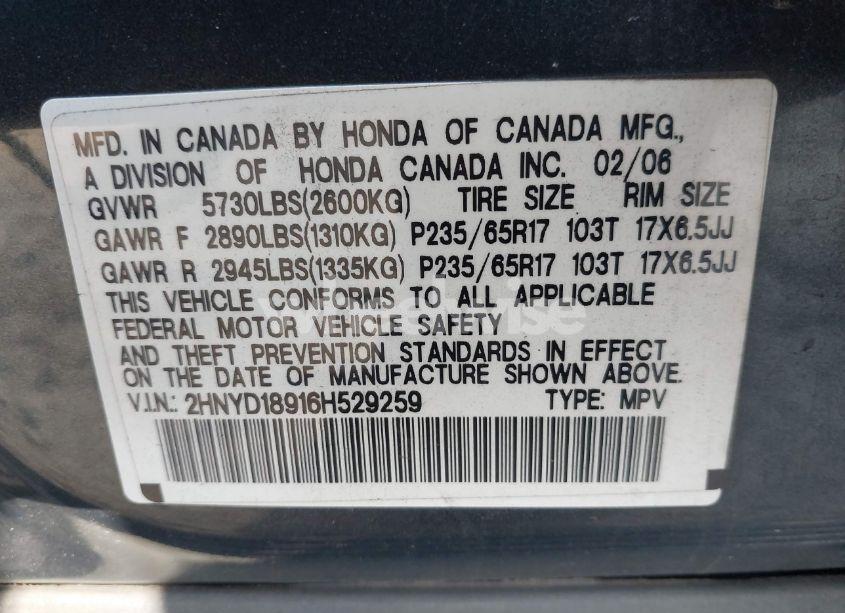 MFD. IN CANADA BY HONDA OF CANADA MFG.,
A DIVISION OF HONDA CANADA INC. 02/06
GVWR 5730LBS(2600KG) TIRE SIZE RIM SIZE
GAWR F 2890LBS(1310KG) P235/65R17 103T 17X6.5JJ
GAWR R 2945LBS(1335KG) P235/65R17 103T 17X6.5JJ
THIS VEHICLE CONFORMS TO ALL APPLICABLE
FEDERAL MOTOR VEHICLE SAFETY
AND THEFT PREVENTION STANDARDS IN EFFECT
ON THE DATE OF MANUFACTURE SHOWN ABOVE.
V.I.N.: 2HNYD18916H529259 TYPE: MPV